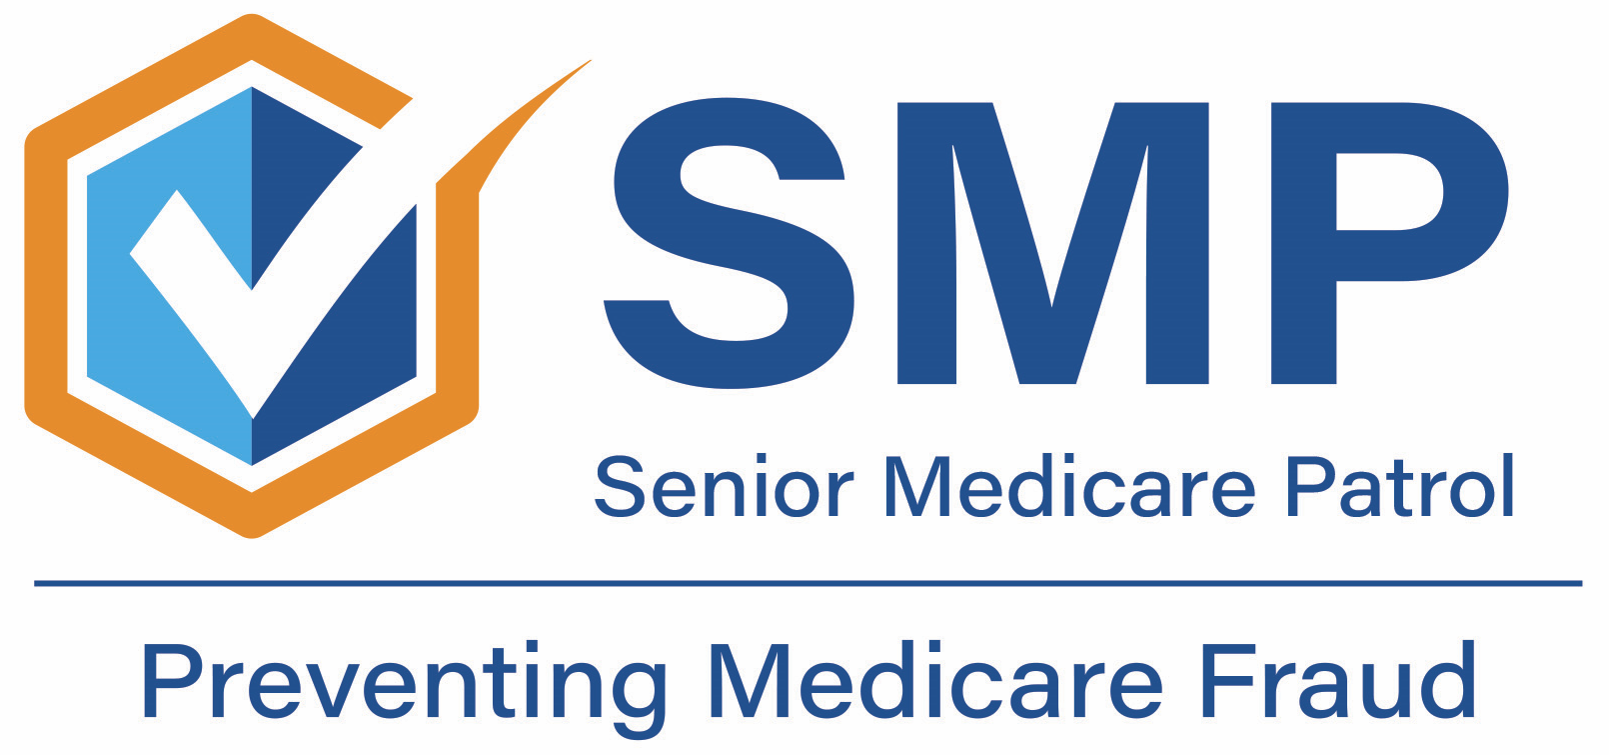 SMP
Senior Medicare Patrol
Preventing Medicare Fraud